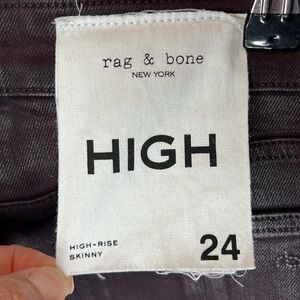 rag & bone
NEW YORK
HIGH
HIGH-RISE
SKINNY
24